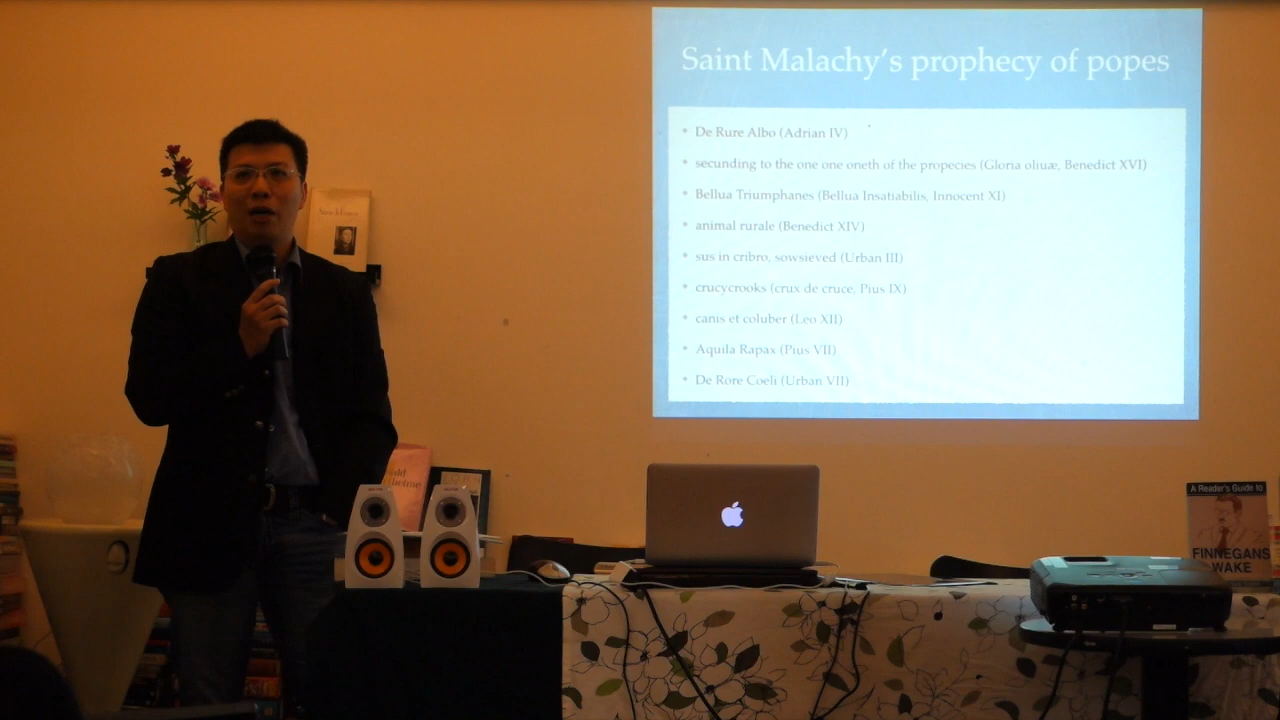 Saint Malachy's prophecy of popes
De Rure Albo (Adrian IV)
secunding to the one one oneth of the propecies (Gloria oliuæ, Benedict XVI)
Bellua Triumphanes (Bellua Insatiabilis, Innocent XI)
animal rurale (Benedict XIV)
sus in cribro, sowsieved (Urban III)
crucycrooks (crux de cruce, Pius IX)
canis et coluber (Leo XII)
Aquila Rapax (Pius VII)
De Rore Coeli (Urban VII)
A Reader's Guide to
FINNEGANS
WAKE